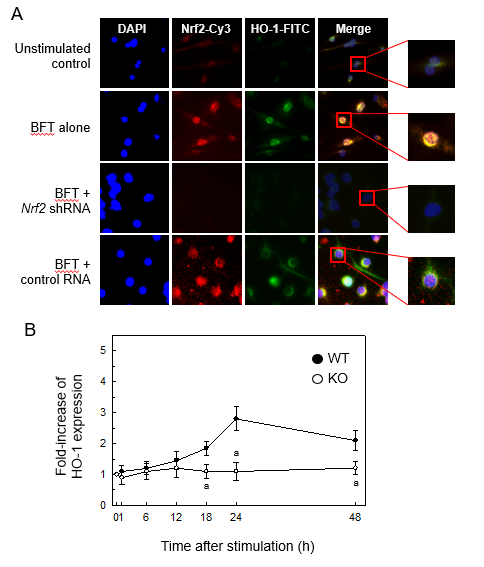 A
DAPI Nrf2-Cy3 HO-1-FITC Merge
Unstimulated
control
BFT alone
BFT +
Nrf2 shRNA
BFT +
control RNA
B
Fold-increase of
HO-1 expression
5
4
3
2
1
0
WT
KO
a
a
a
01 6 12 18 24 48
Time after stimulation (h)